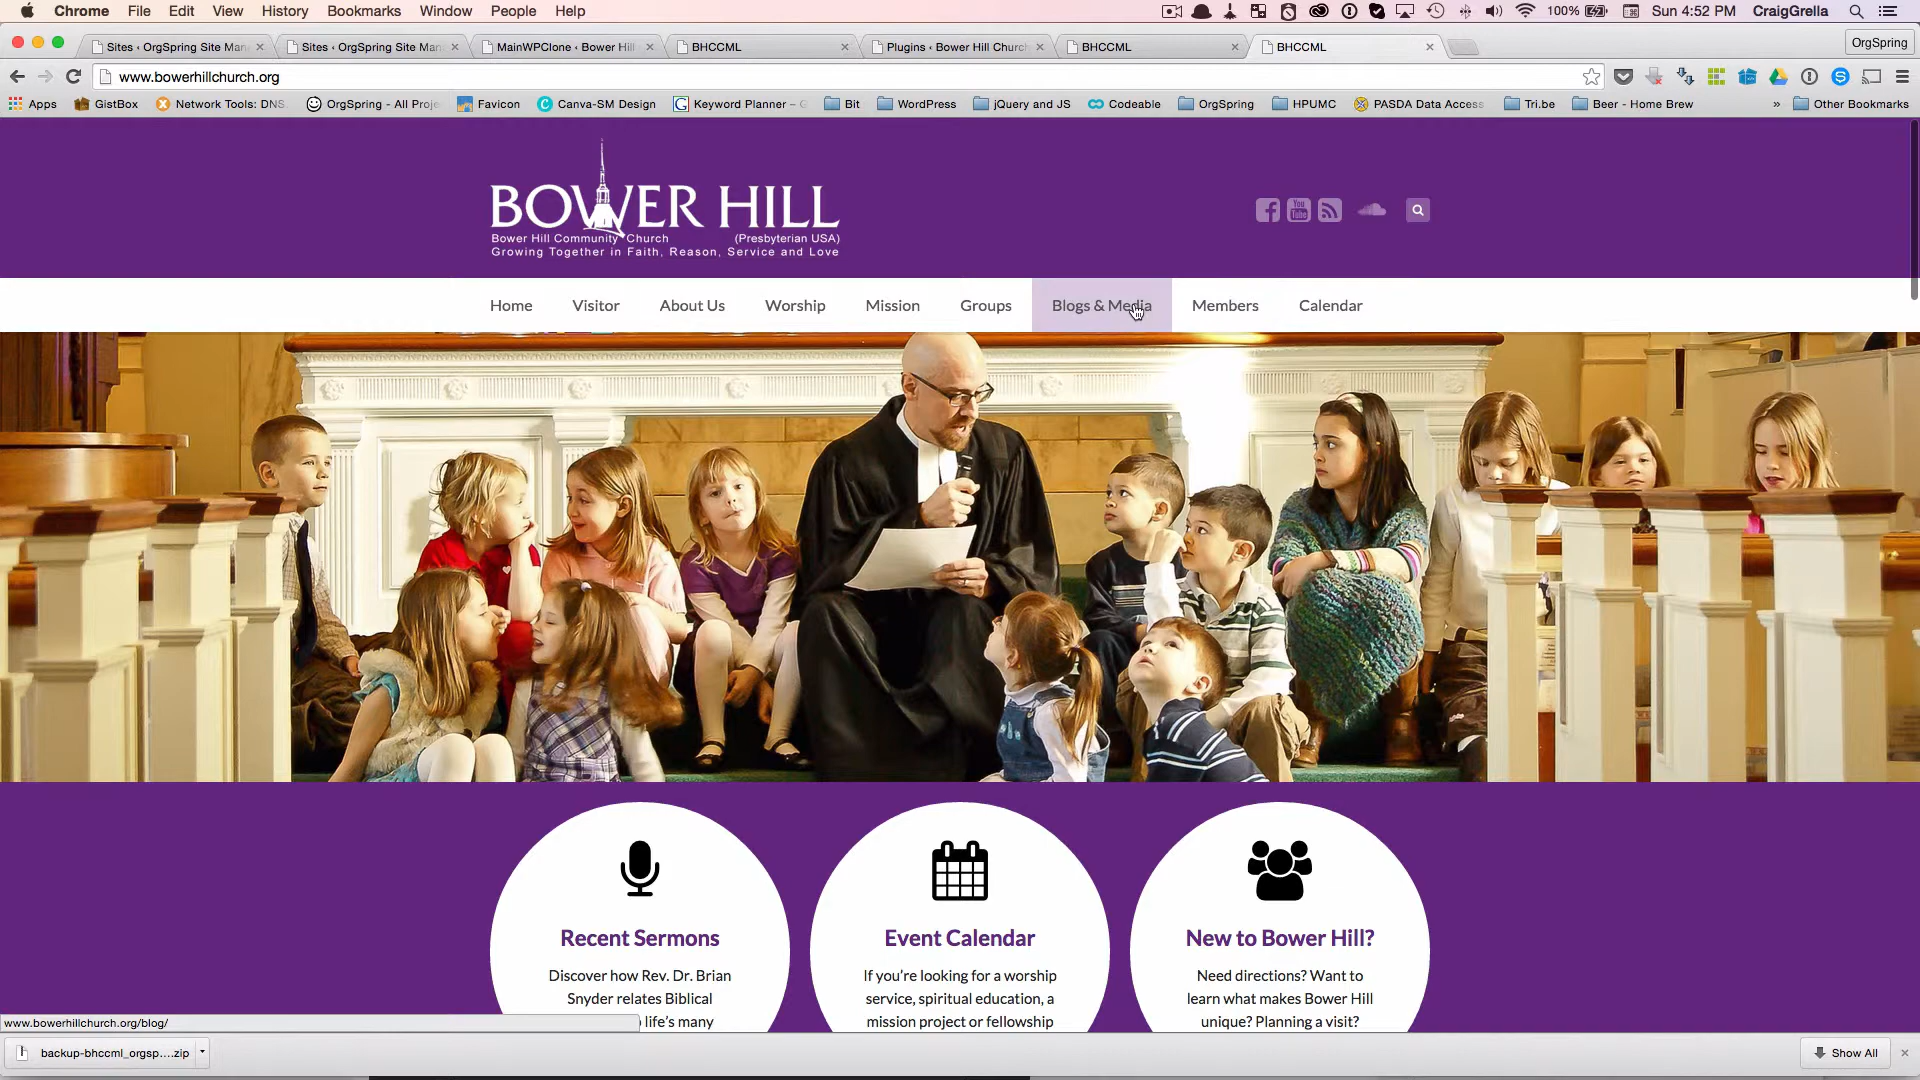 Chrome File Edit View History Bookmarks Window People Help 100% Sun 4:52 PM CraigGrella
Sites ‹ OrgSpring Site Man Sites ‹ OrgSpring Site Man MainWPClone ‹ Bower Hill BHCCML Plugins ‹ Bower Hill Church BHCCML BHCCML OrgSpring
www.bowerhillchurch.org
Apps GistBox Network Tools: DNS. OrgSpring - All Proje Favicon Canva-SM Design Keyword Planner – G Bit WordPress jQuery and JS Codeable OrgSpring HPUMC PASDA Data Access Tri.be Beer - Home Brew » Other Bookmarks
BOWER HILL
Bower Hill Community Church (Presbyterian USA)
Growing Together in Faith, Reason, Service and Love
You Tube
Home Visitor About Us Worship Mission Groups Blogs & Media Members Calendar
Recent Sermons
Discover how Rev. Dr. Brian
Snyder relates Biblical
life's many
Event Calendar
If you're looking for a worship
service, spiritual education, a
mission project or fellowship
New to Bower Hill?
Need directions? Want to
learn what makes Bower Hill
unique? Planning a visit?
www.bowerhillchurch.org/blog/
backup-bhccml_orgsp....zip Show All